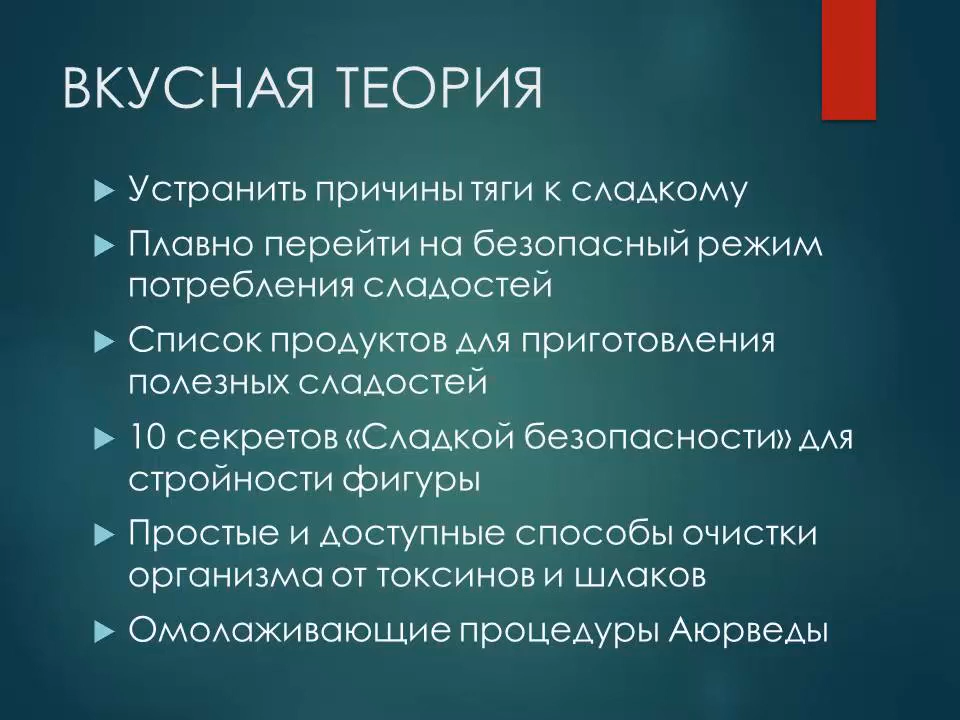 ВКУСНАЯ ТЕОРИЯ
Устранить причины тяги к сладкому
Плавно перейти на безопасный режим
потребления сладостей
Список продуктов для приготовления
полезных сладостей
10 секретов «Сладкой безопасности» для
стройности фигуры
Простые и доступные способы очистки
организма от токсинов и шлаков
Омолаживающие процедуры Аюрведы